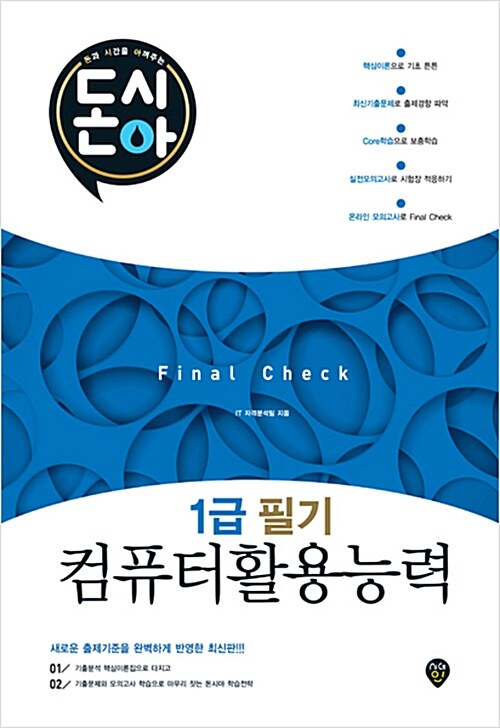 돈과 시간을 아껴주는
돈시아
핵심이론으로 기초 튼튼
최신기출문제로 출제경향 파악
Core학습으로 보충학습
실전모의고사로 시험장 적응하기
온라인 모의고사로 Final Check
Final Check
IT 자격분석팀 지음
1급 필기
컴퓨터활용능력
새로운 출제기준을 완벽하게 반영한 최신판!!!
01/ 기출분석 핵심이론집으로 다지고
02/ 기출문제와 모의고사 학습으로 마무리 짓는 돈시아 학습전략
시대인